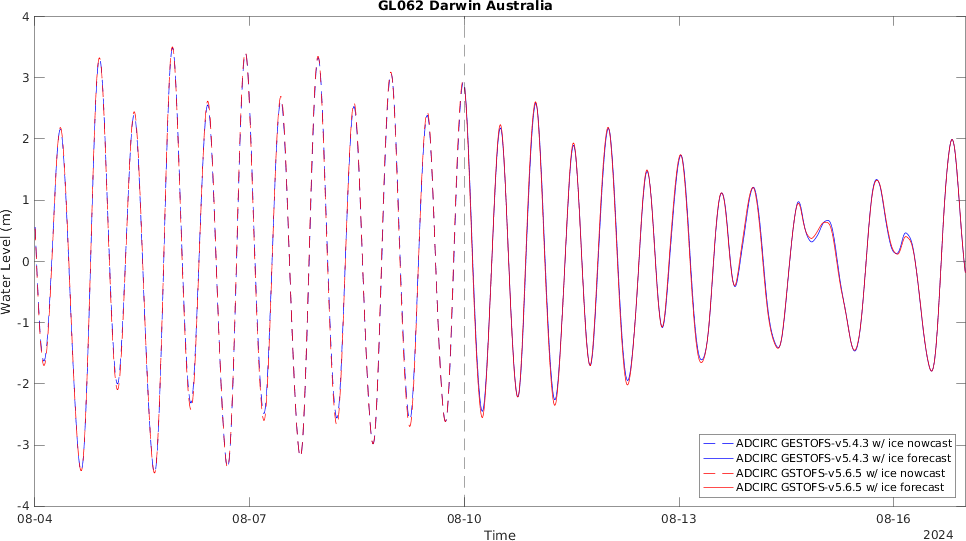 GL062 Darwin Australia
4
3
2
1
0
-1
-2
-3
-4
Water Level (m)
08-04
08-07
08-10
08-13
08-16
Time
2024
ADCIRC GESTOFS-v5.4.3 w/ ice nowcast
ADCIRC GESTOFS-v5.4.3 w/ ice forecast
ADCIRC GSTOFS-v5.6.5 w/ ice nowcast
ADCIRC GSTOFS-v5.6.5 w/ ice forecast